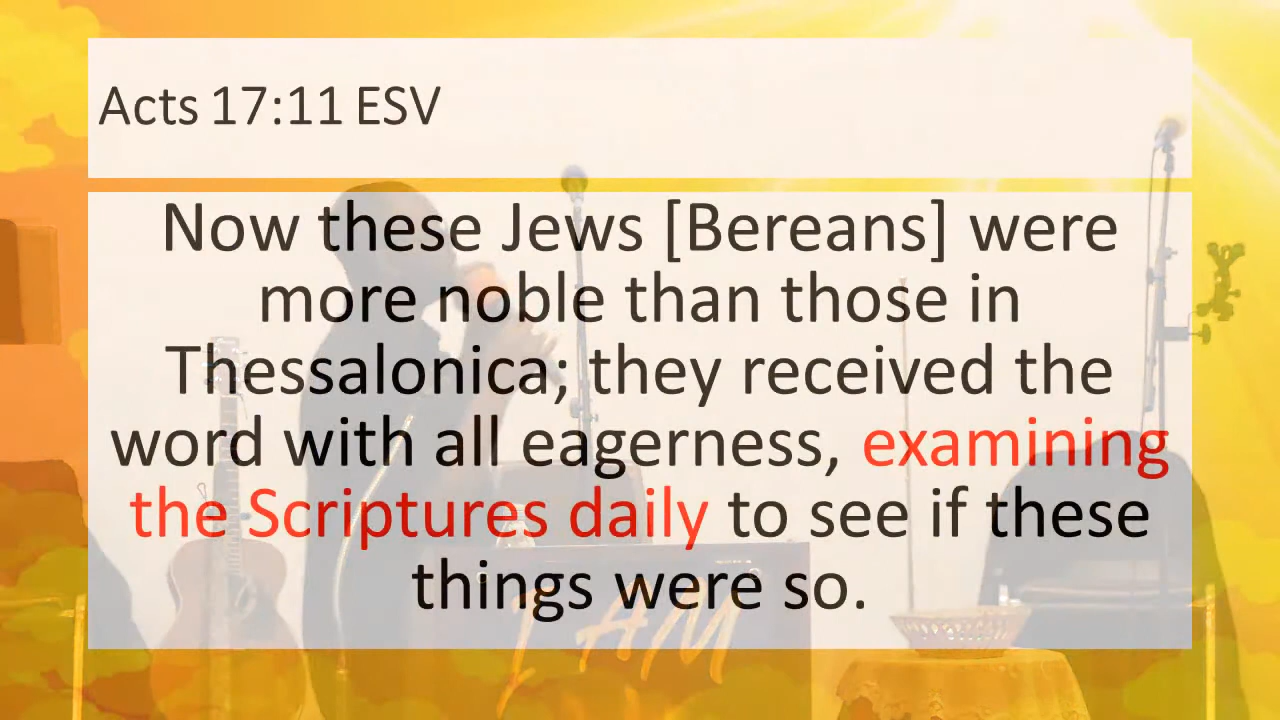 Acts 17:11 ESV
Now these Jews [Bereans] were
more noble than those in
Thessalonica; they received the
word with all eagerness, examining
the Scriptures daily to see if these
things were so.
I AM